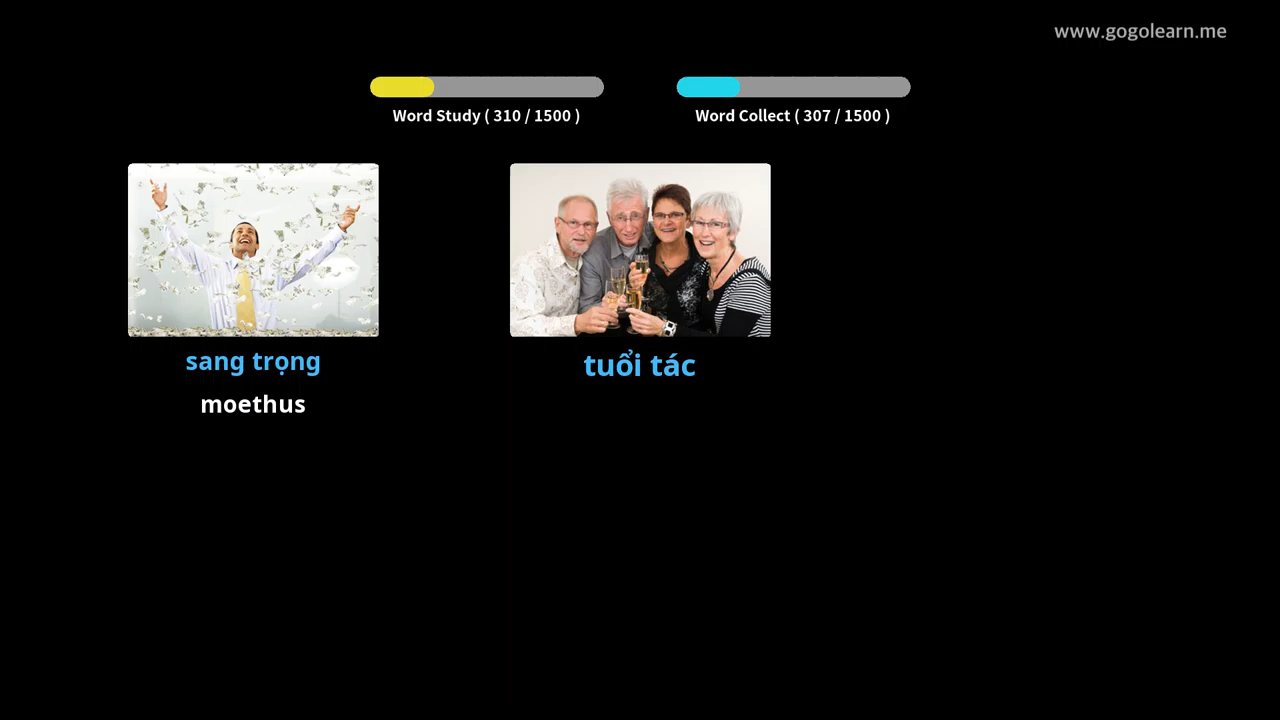 www.gogolearn.me
Word Study ( 310 / 1500 )
Word Collect ( 307 / 1500 )
sang trọng
moethus
tuổi tác